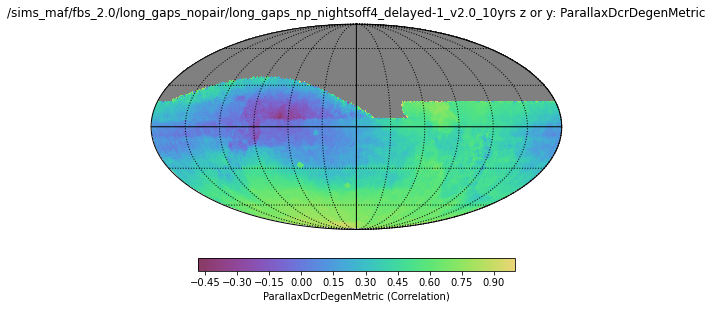 /sims_maf/fbs_2.0/long_gaps_nopair/long_gaps_np_nightsoff4_delayed-1_v2.0_10yrs z or y: ParallaxDcrDegenMetric
−0.45 −0.30 −0.15 0.00 0.15 0.30 0.45 0.60 0.75 0.90
ParallaxDcrDegenMetric (Correlation)